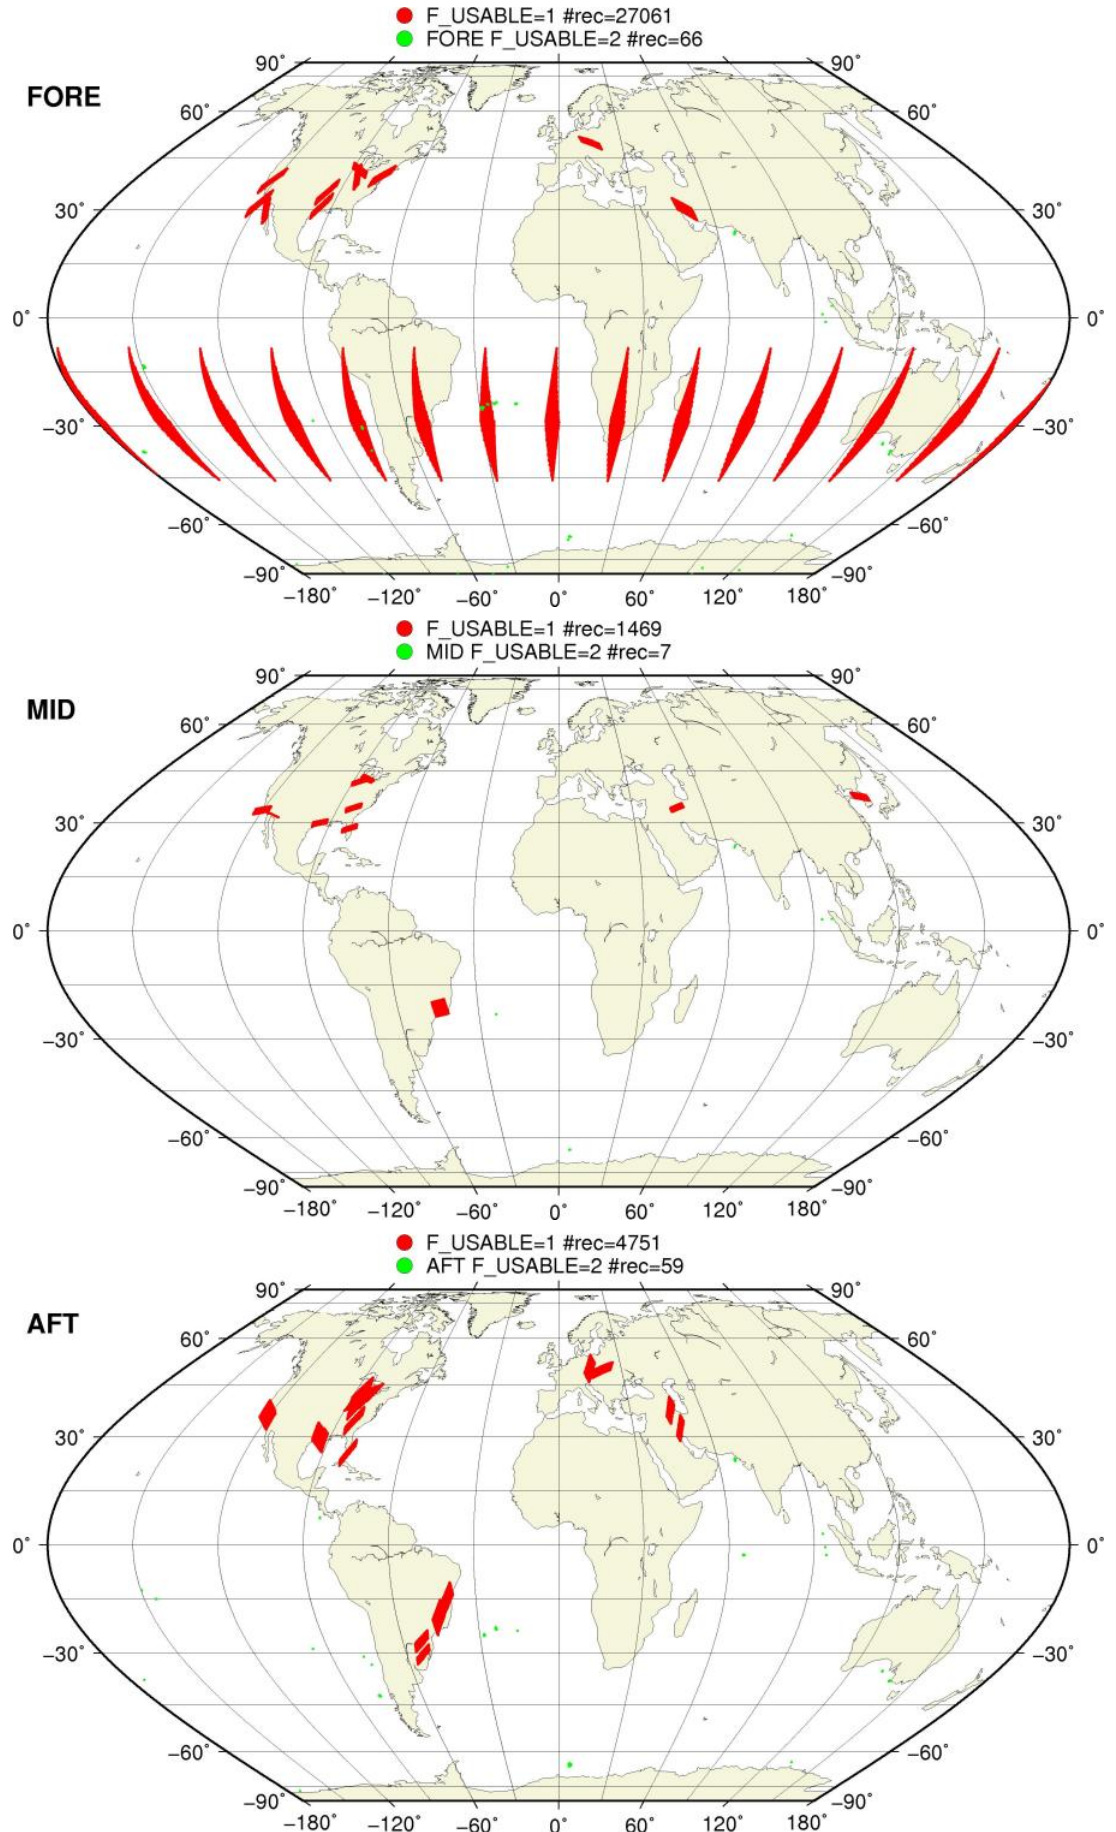 F_USABLE=1 #rec=27061
FORE F_USABLE=2 #rec=66
FORE
90° 90°
60° 60°
30° 30°
0° 0°
−30° −30°
−60° −60°
−90° −90°
−180° −120° −60° 0° 60° 120° 180°
F_USABLE=1 #rec=1469
MID F_USABLE=2 #rec=7
MID
90° 90°
60° 60°
30° 30°
0° 0°
−30° −30°
−60° −60°
−90° −90°
−180° −120° −60° 0° 60° 120° 180°
F_USABLE=1 #rec=4751
AFT F_USABLE=2 #rec=59
AFT
90° 90°
60° 60°
30° 30°
0° 0°
−30° −30°
−60° −60°
−90° −90°
−180° −120° −60° 0° 60° 120° 180°